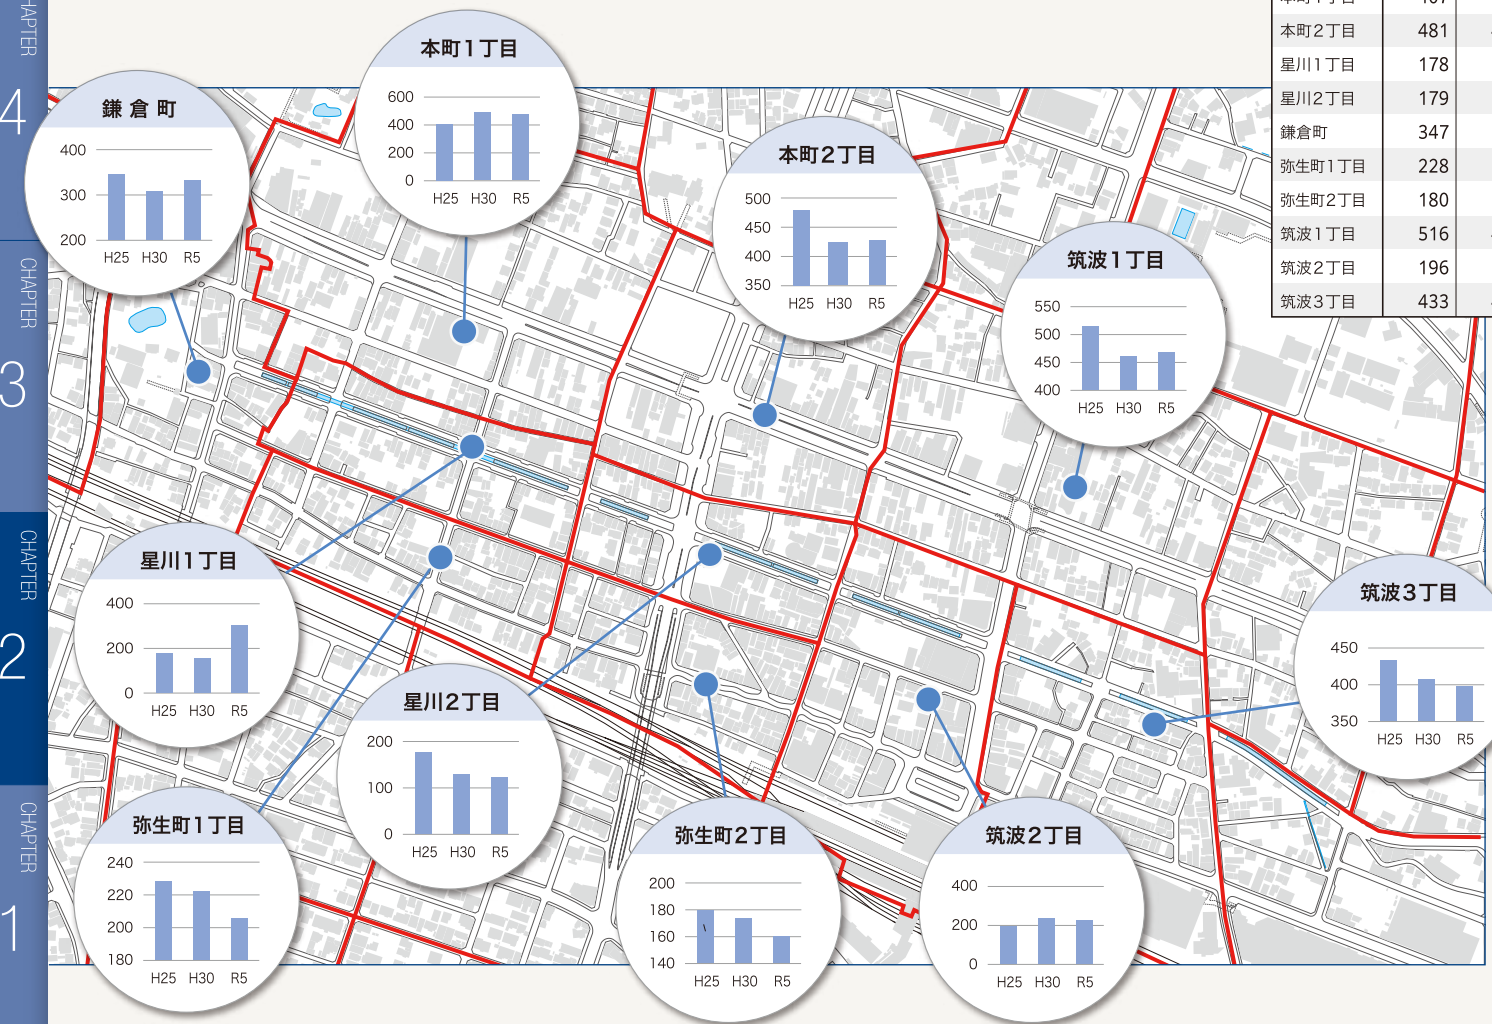 CHAPTER
4
CHAPTER
3
CHAPTER
2
CHAPTER
1
鎌倉町
400
300
200
H25 H30 R5
本町1丁目
600
400
200
0
H25 H30 R5
本町2丁目
500
450
400
350
H25 H30 R5
筑波1丁目
550
500
450
400
H25 H30 R5
星川1丁目
400
200
0
H25 H30 R5
星川2丁目
200
100
0
H25 H30 R5
筑波3丁目
450
400
350
H25 H30 R5
弥生町1丁目
240
220
200
180
H25 H30 R5
弥生町2丁目
200
180
160
140
H25 H30 R5
筑波2丁目
400
200
0
H25 H30 R5
本町2丁目 481
星川1丁目 178
星川2丁目 179
鎌倉町 347
弥生町1丁目 228
弥生町2丁目 180
筑波1丁目 516
筑波2丁目 196
筑波3丁目 433